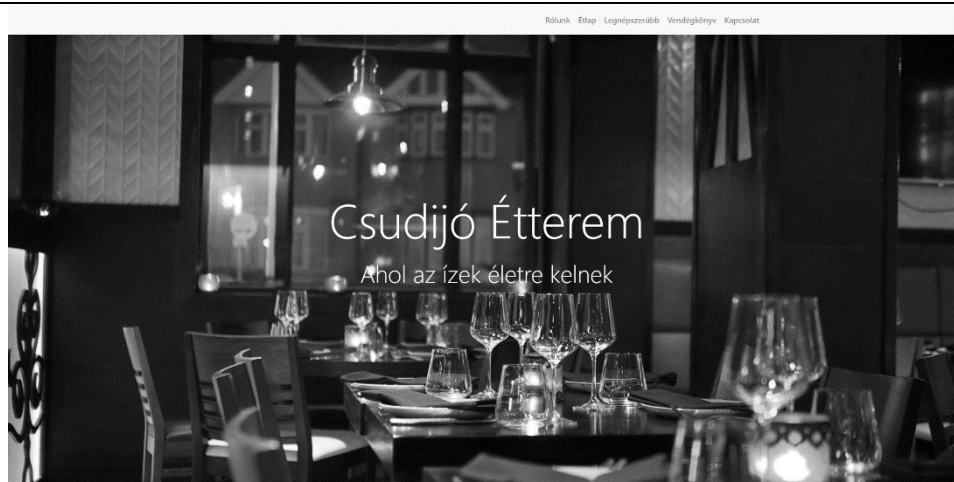 Rólunk Étlap Legnépszerűbb Vendégkönyv Kapcsolat
Csudijó Étterem
Ahol az ízek életre kelnek